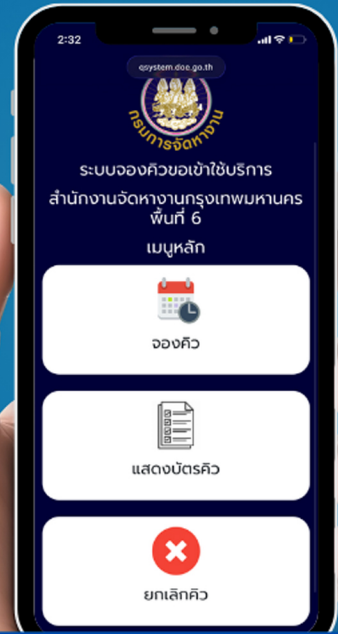 2:32
qsystem.doe.go.th
กรมการจัดหางาน
ระบบจองคิวขอเข้าใช้บริการ
สำนักงานจัดหางานกรุงเทพมหานคร
พื้นที่ 6
เมนูหลัก
จองคิว
แสดงบัตรคิว
ยกเลิกคิว